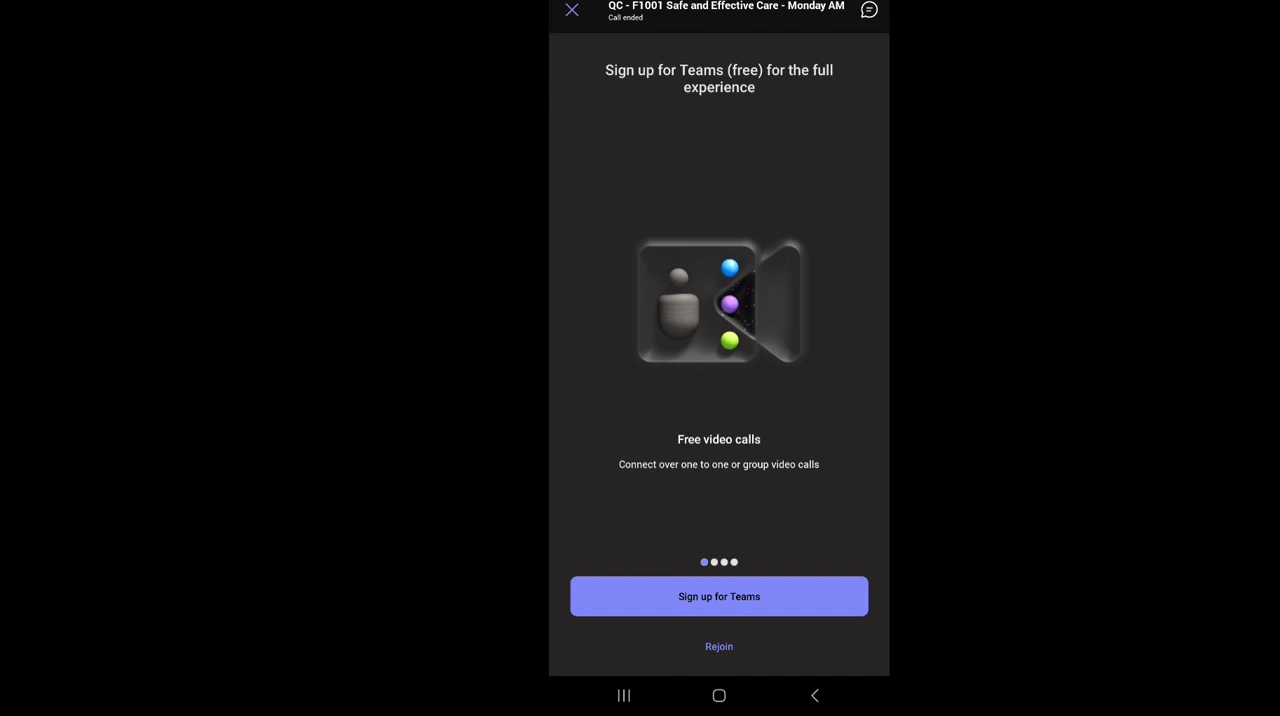 QC - F1001 Safe and Effective Care - Monday AM
Call ended
Sign up for Teams (free) for the full
experience
Free video calls
Connect over one to one or group video calls
Sign up for Teams
Rejoin